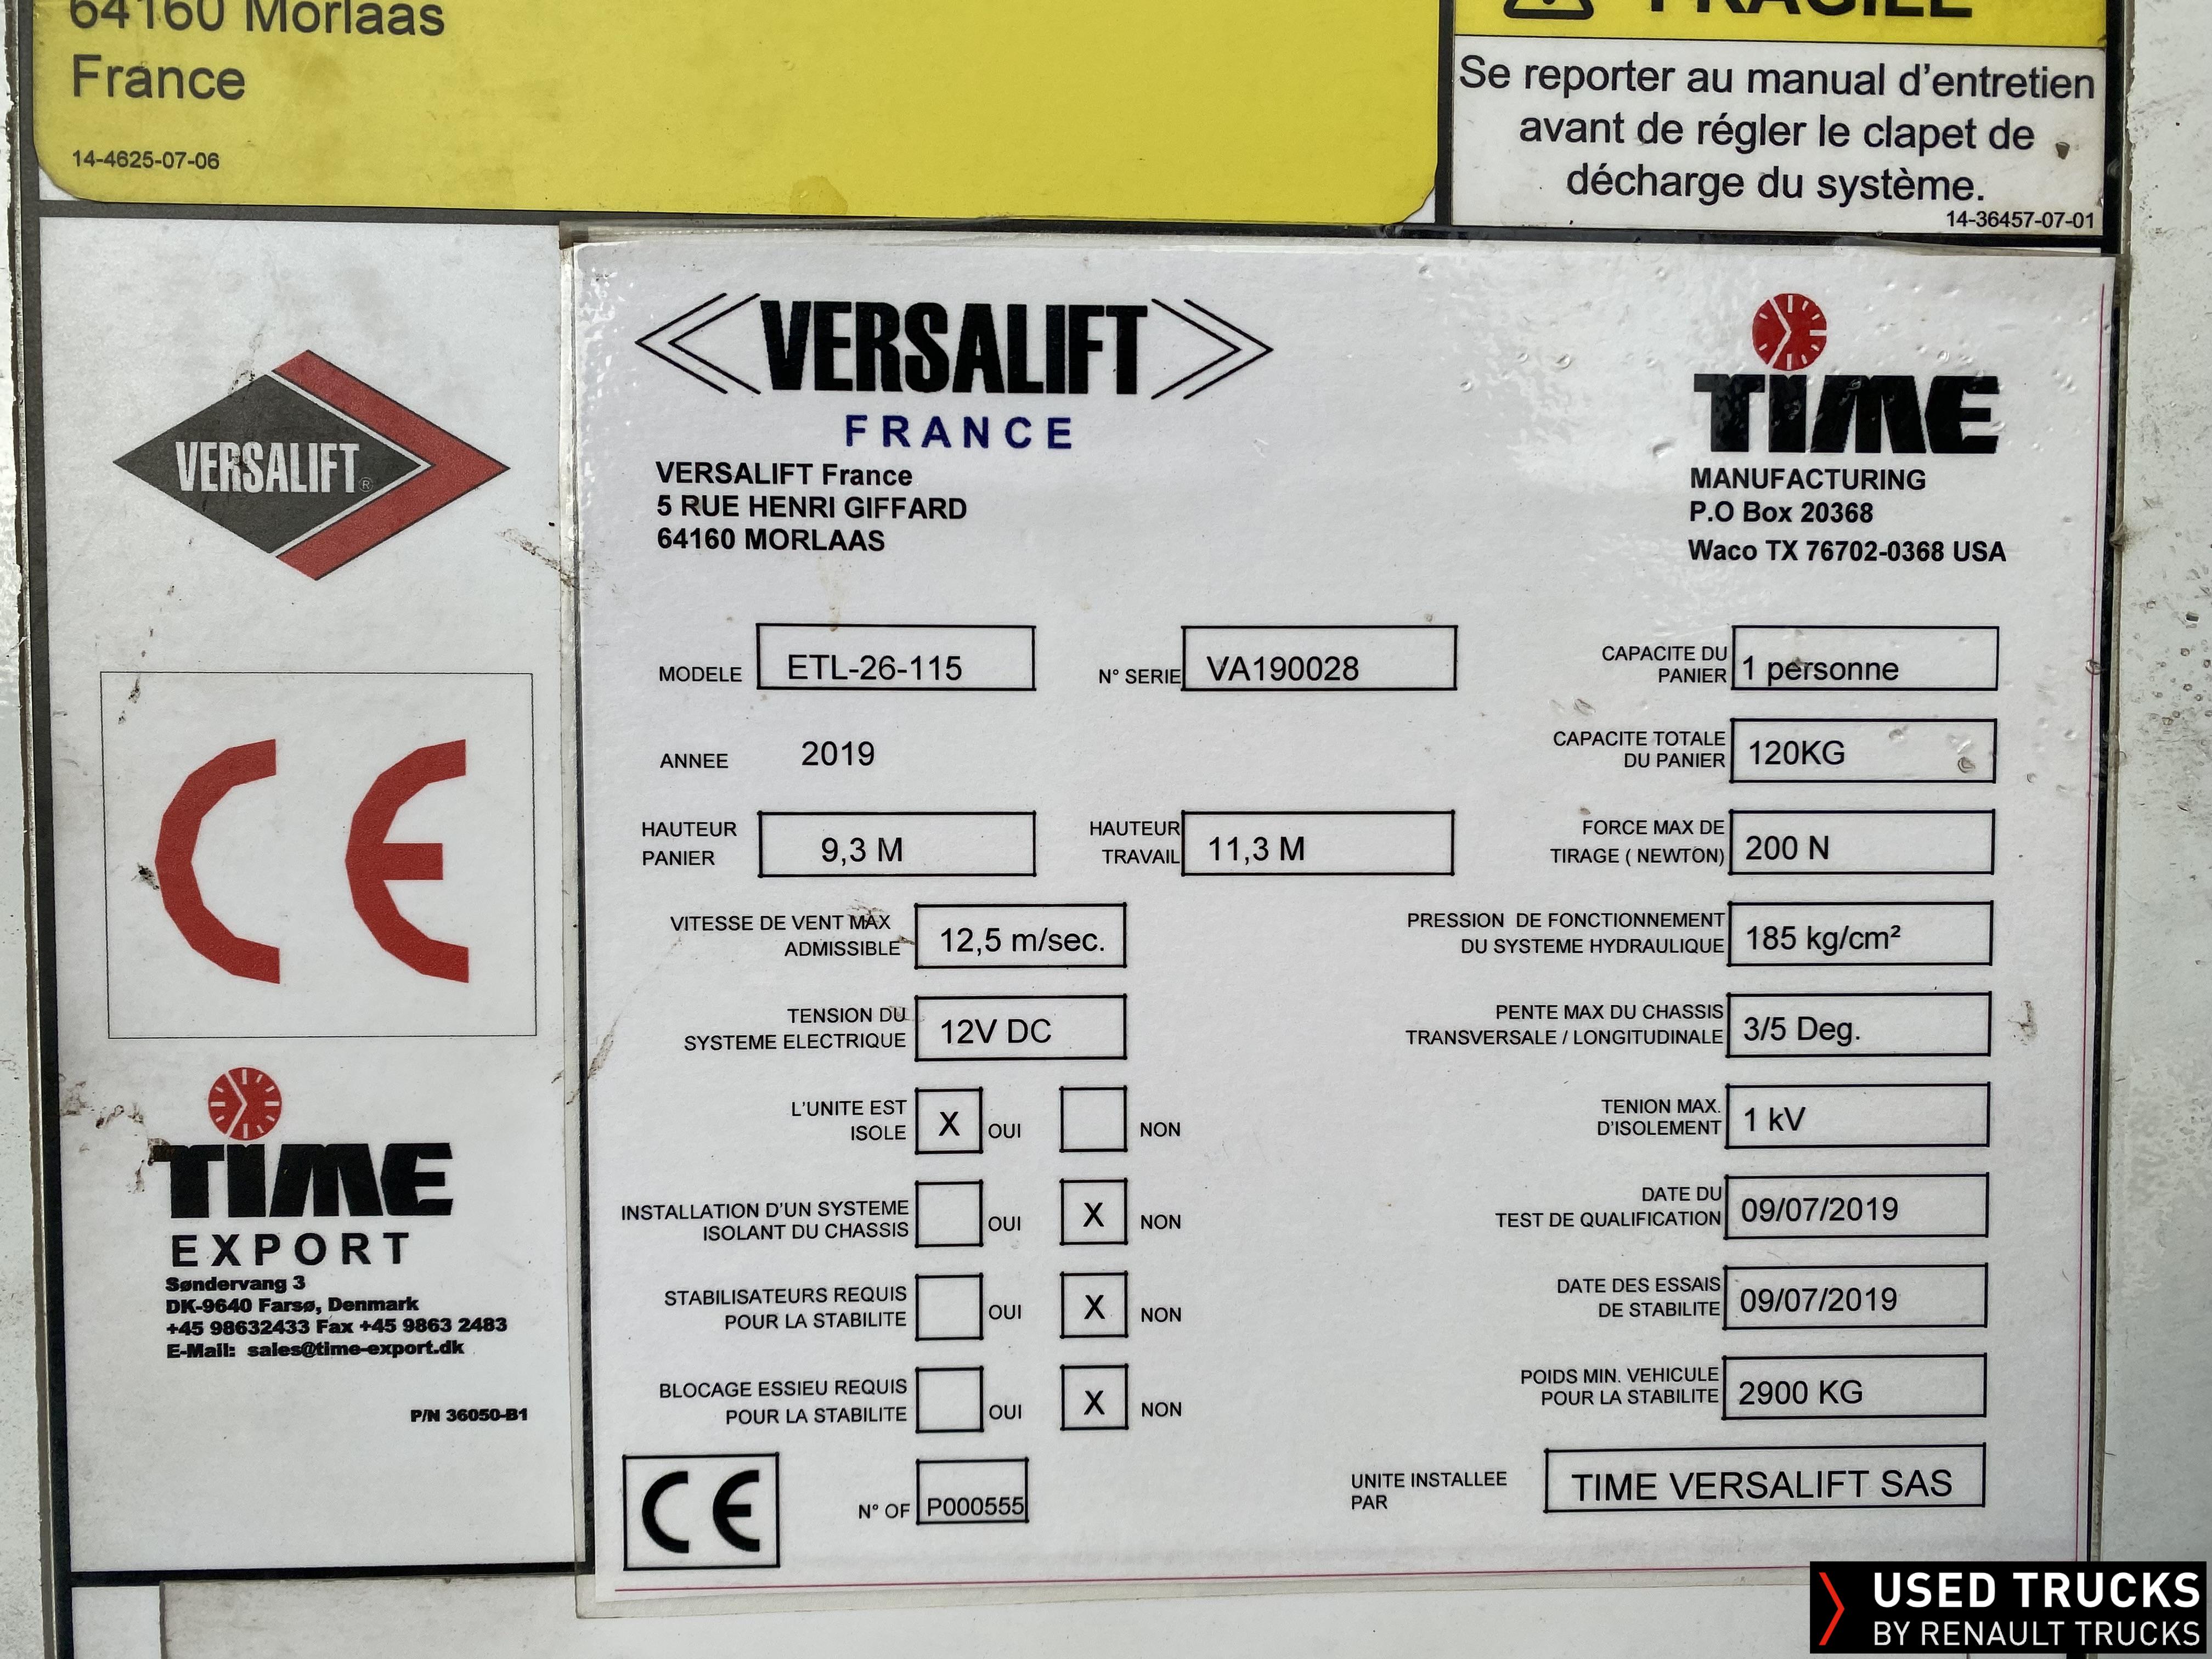 64160 Morlaas
France
14-4625-07-06
FRAGILE
Se reporter au manual d'entretien
avant de régler le clapet de
décharge du système.
14-36457-07-01
VERSALIFT®
CE
TIME
EXPORT
Søndervang 3
DK-9640 Farsø, Denmark
+45 98632433 Fax +45 9863 2483
E-Mail: sales@time-export.dk
P/N 36050-B1
VERSALIFT
FRANCE
VERSALIFT France
5 RUE HENRI GIFFARD
64160 MORLAAS
TIME
MANUFACTURING
P.O Box 20368
Waco TX 76702-0368 USA
MODELE ETL-26-115
N° SERIE VA190028
CAPACITE DU
PANIER 1 personne
ANNEE 2019
CAPACITE TOTALE
DU PANIER 120KG
HAUTEUR
PANIER 9,3 M
HAUTEUR
TRAVAIL 11,3 M
FORCE MAX DE
TIRAGE ( NEWTON) 200 N
VITESSE DE VENT MAX
ADMISSIBLE 12,5 m/sec.
PRESSION DE FONCTIONNEMENT
DU SYSTEME HYDRAULIQUE 185 kg/cm²
TENSION DU
SYSTEME ELECTRIQUE 12V DC
PENTE MAX DU CHASSIS
TRANSVERSALE / LONGITUDINALE 3/5 Deg.
L'UNITE EST
ISOLE X OUI NON
TENION MAX.
D'ISOLEMENT 1 kV
INSTALLATION D'UN SYSTEME
ISOLANT DU CHASSIS OUI X NON
DATE DU
TEST DE QUALIFICATION 09/07/2019
STABILISATEURS REQUIS
POUR LA STABILITE OUI X NON
DATE DES ESSAIS
DE STABILITE 09/07/2019
BLOCAGE ESSIEU REQUIS
POUR LA STABILITE OUI X NON
POIDS MIN. VEHICULE
POUR LA STABILITE 2900 KG
CE
N° OF P000555
UNITE INSTALLEE
PAR TIME VERSALIFT SAS
USED TRUCKS
BY RENAULT TRUCKS